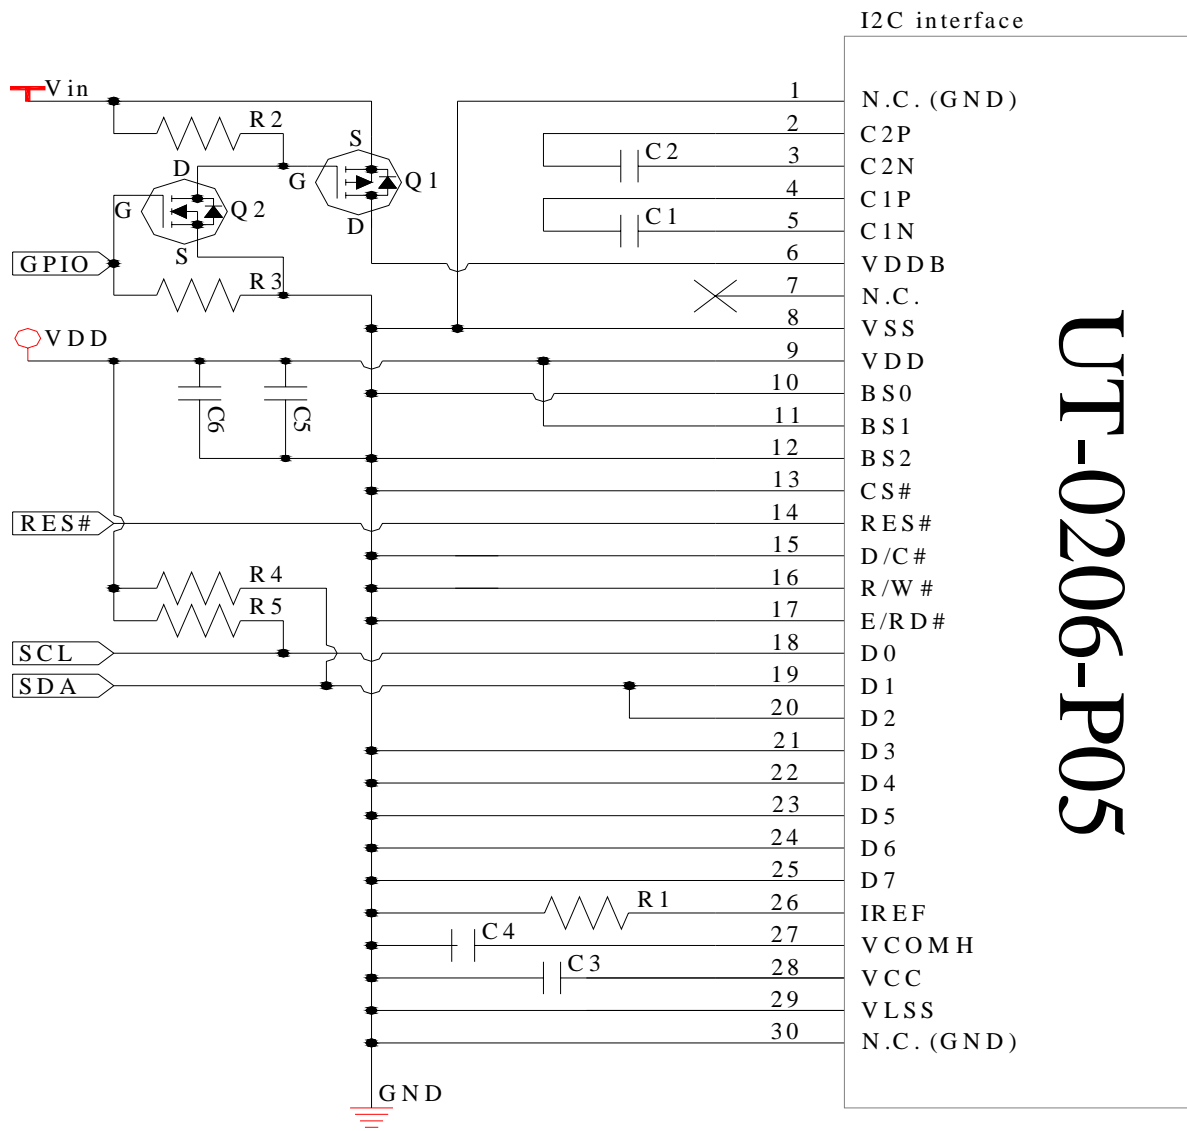 I2C interface
Vin
R2
S
G
Q1
D
D
G
Q2
S
GPIO
R3
VDD
C6
C5
RES#
R4
R5
SCL
SDA
C2
C1
R1
C4
C3
GND
1 N.C. (GND)
2 C2P
3 C2N
4 C1P
5 C1N
6 VDDB
7 N.C.
8 VSS
9 VDD
10 BS0
11 BS1
12 BS2
13 CS#
14 RES#
15 D/C#
16 R/W#
17 E/RD#
18 D0
19 D1
20 D2
21 D3
22 D4
23 D5
24 D6
25 D7
26 IREF
27 VCOMH
28 VCC
29 VLSS
30 N.C. (GND)
UT-0206-P05